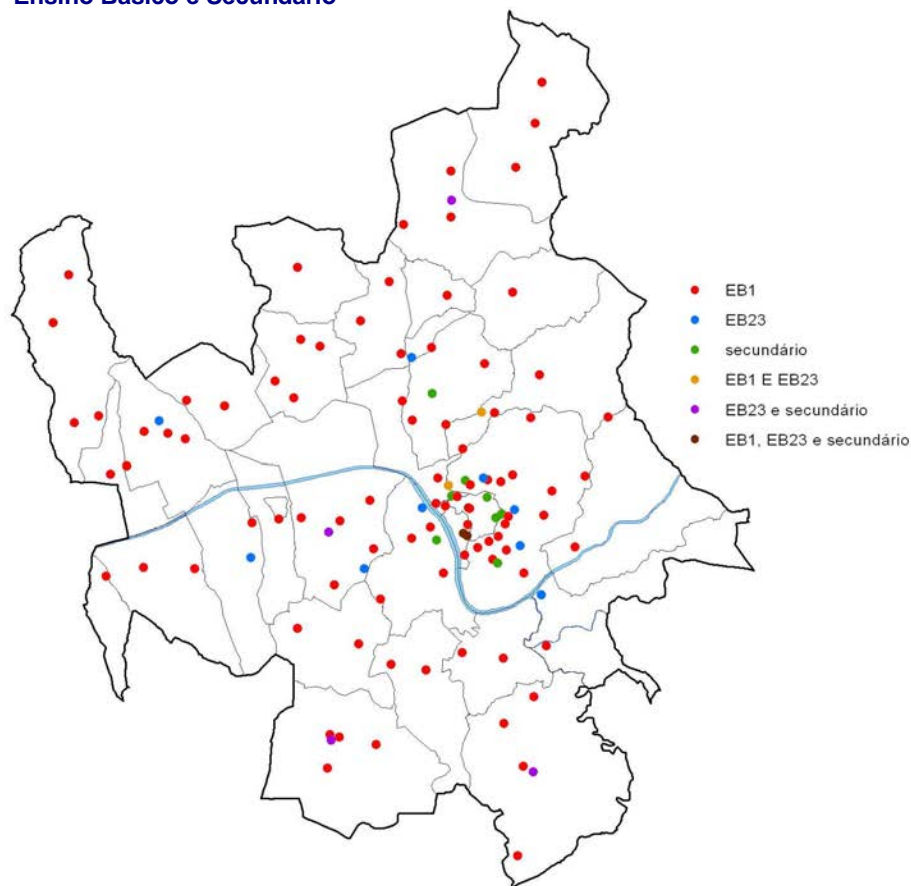 Ensino Básico e Secundário
EB1
EB23
secundário
EB1 E EB23
EB23 e secundário
EB1, EB23 e secundário